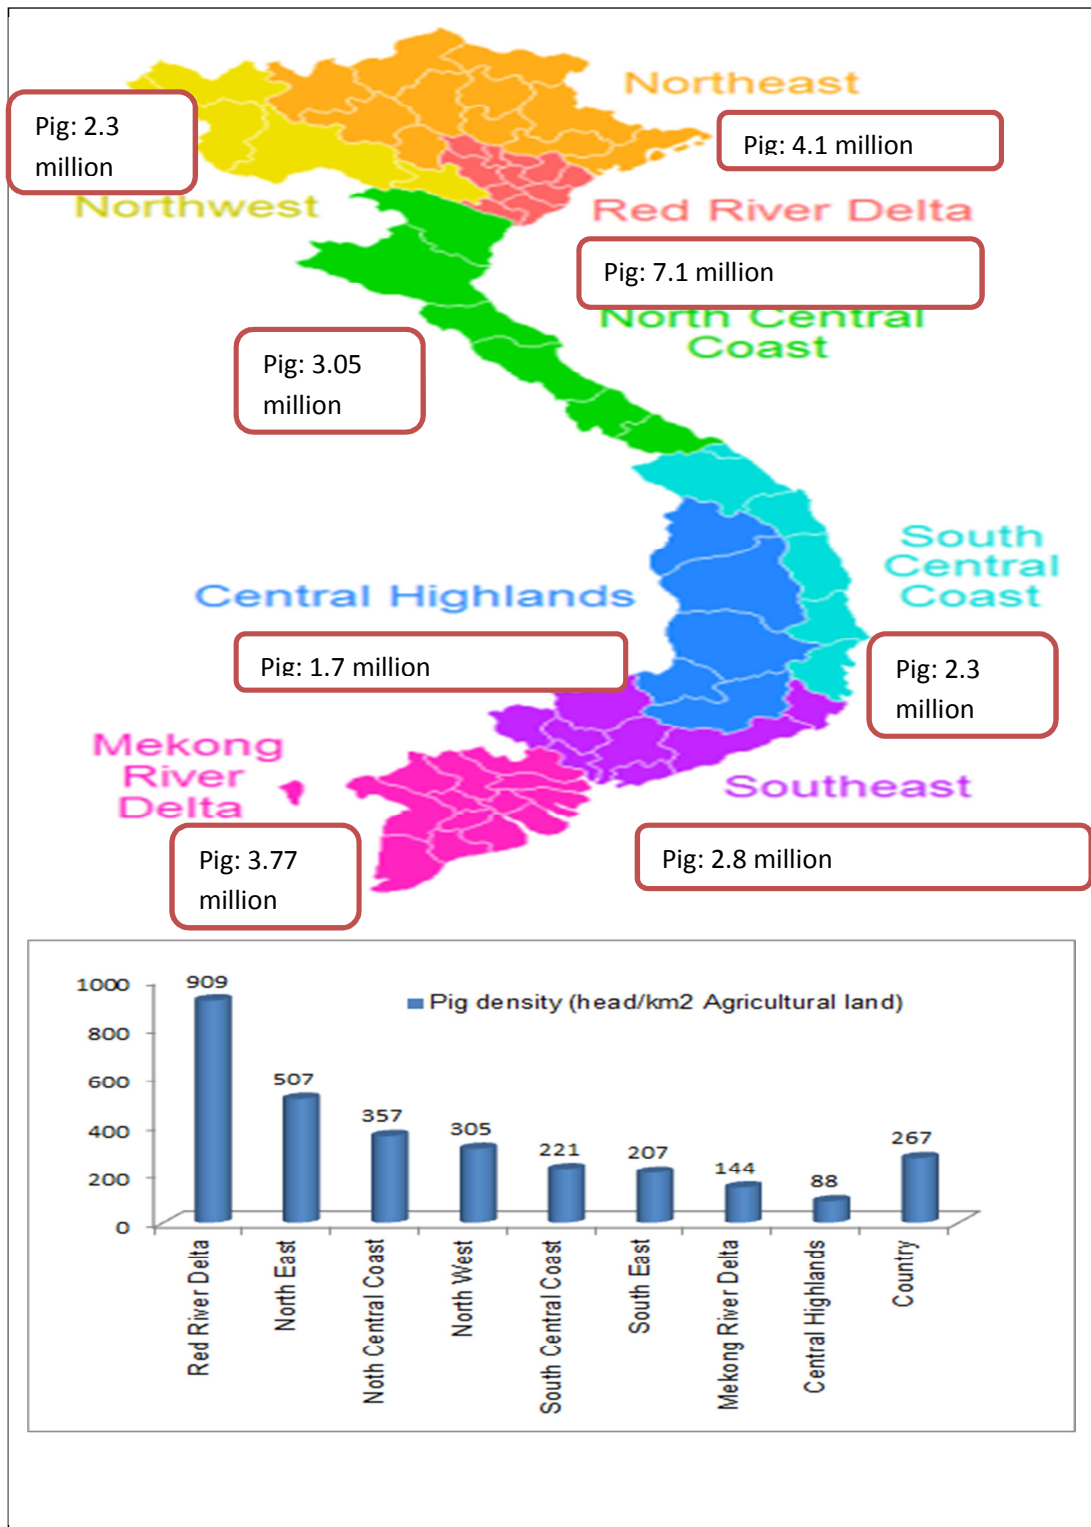 Northeast
Pig: 2.3
million
Pig: 4.1 million
Northwest
Red River Delta
Pig: 7.1 million
North Central
Coast
Pig: 3.05
million
South
Central
Coast
Central Highlands
Pig: 1.7 million
Pig: 2.3
million
Mekong
River
Delta
Southeast
Pig: 3.77
million
Pig: 2.8 million
Pig density (head/km2 Agricultural land)
1000
800
600
400
200
0
909
507
357
305
221
207
144
88
267
Red River Delta
North East
Noth Central Coast
North West
South Central Coast
South East
Mekong River Delta
Central Highlands
Country